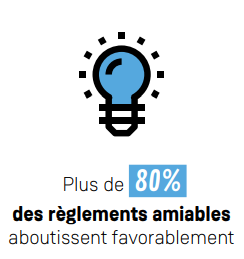 Plus de 80%
des règlements amiables
aboutissent favorablement